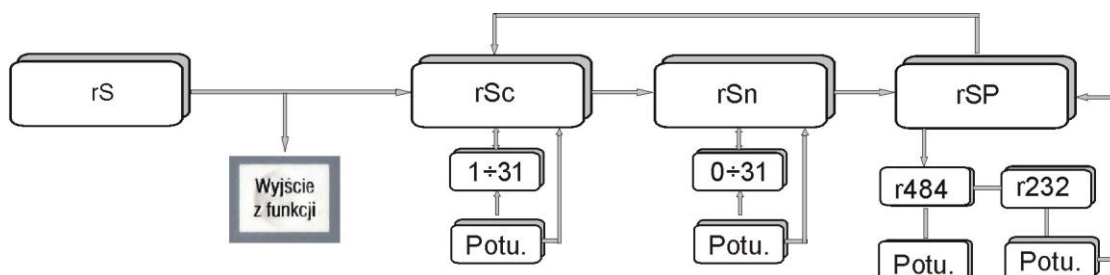 rS
rSc
rSn
rSP
Wyjście
z funkcji
1÷31
0÷31
r484
r232
Potu.
Potu.
Potu.
Potu.